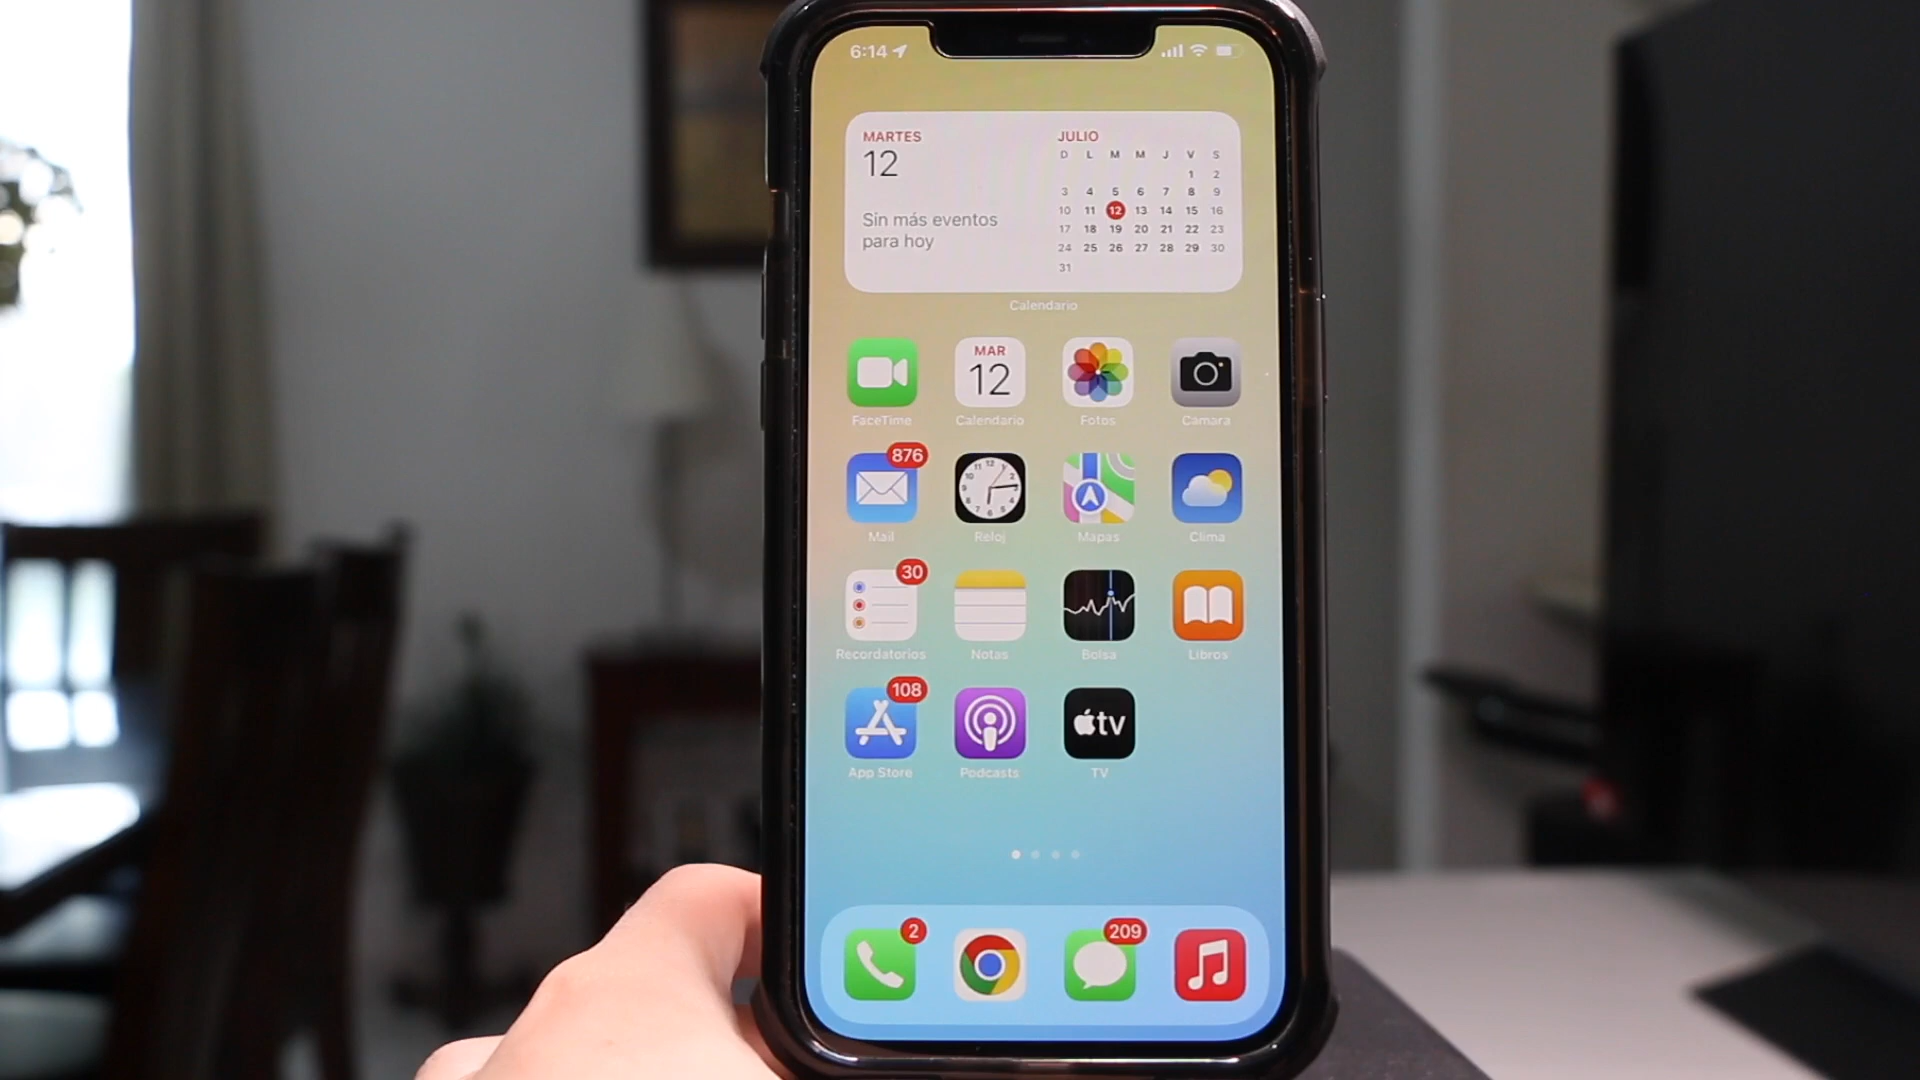 6:14
MARTES
12
Sin más eventos
para hoy
JULIO
D L M M J V S
1 2
3 4 5 6 7 8 9
10 11 12 13 14 15 16
17 18 19 20 21 22 23
24 25 26 27 28 29 30
31
Calendario
MAR
12
FaceTime Calendario Fotos Cámara
876
Mail Reloj Mapas Clima
30
Recordatorios Notas Bolsa Libros
108
tv
App Store Podcasts TV
2
209